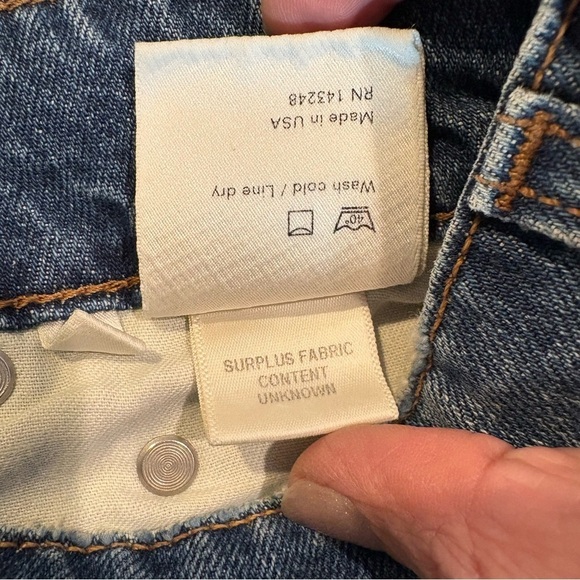 Wash cold / Line dry
40°
Made in USA
RN 143248
SURPLUS FABRIC
CONTENT
UNKNOWN